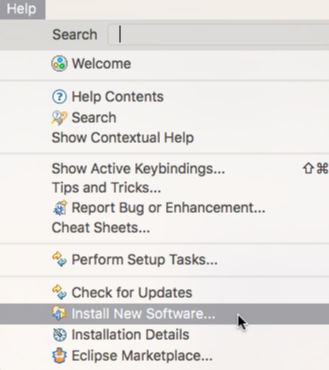 Help
Search
Welcome
Help Contents
Search
Show Contextual Help
Show Active Keybindings... ⇧⌘
Tips and Tricks...
Report Bug or Enhancement...
Cheat Sheets...
Perform Setup Tasks...
Check for Updates
Install New Software...
Installation Details
Eclipse Marketplace...